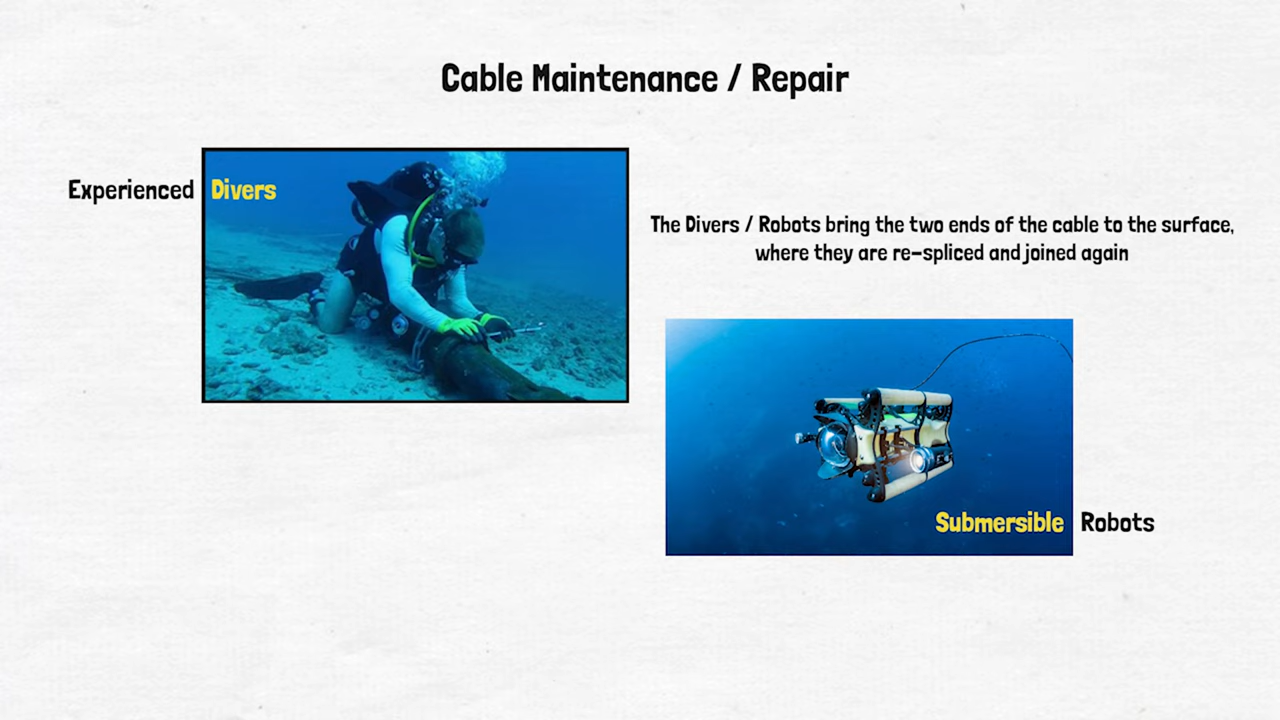 Cable Maintenance / Repair
Experienced Divers
The Divers / Robots bring the two ends of the cable to the surface,
where they are re-spliced and joined again
Submersible Robots